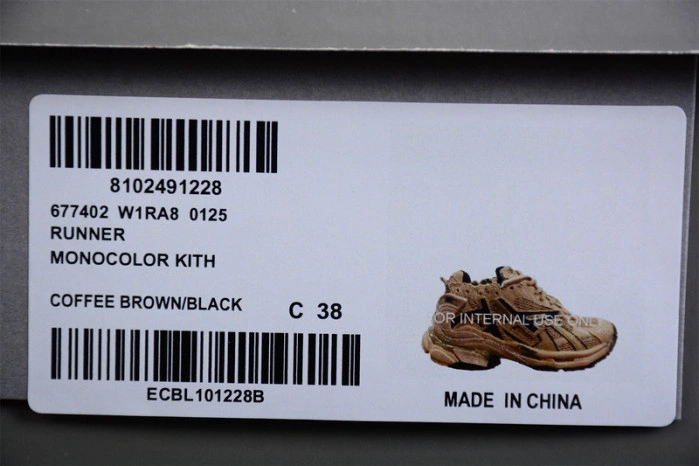 8102491228
677402 W1RA8 0125
RUNNER
MONOCOLOR KITH
COFFEE BROWN/BLACK
C 38
OR INTERNAL USE ONL
ECBL101228B
MADE IN CHINA